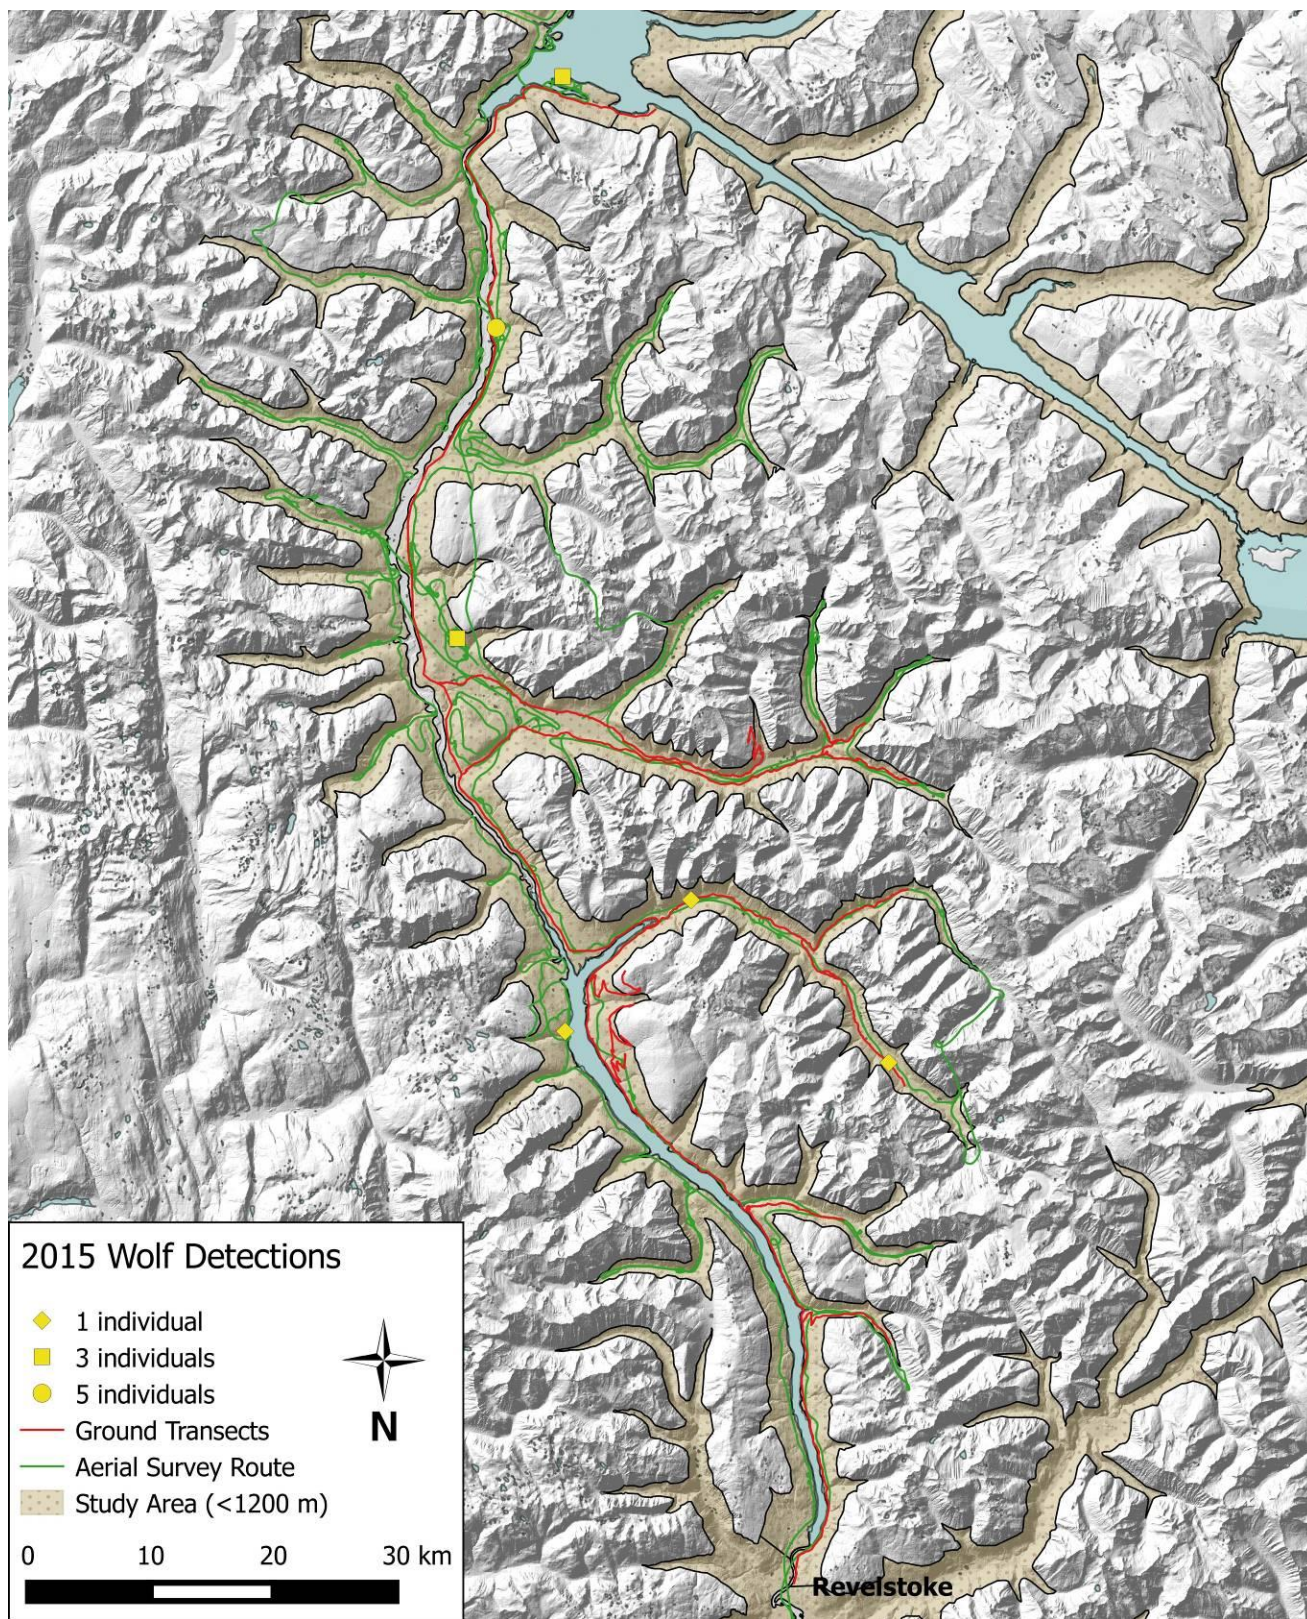 2015 Wolf Detections
1 individual
3 individuals
5 individuals
N
Ground Transects
Aerial Survey Route
Study Area (<1200 m)
0 10 20 30 km
Revelstoke